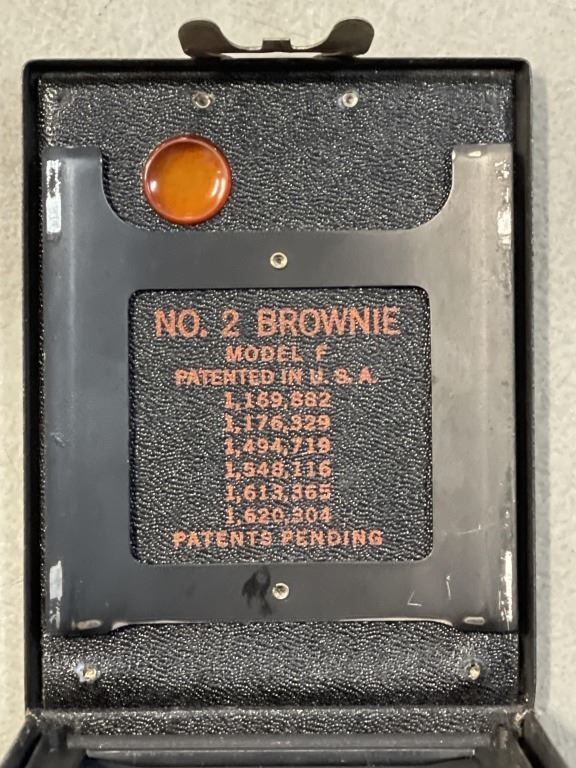 NO. 2 BROWNIE
MODEL F
PATENTED IN U.S.A.
1,169,882
1,176,329
1,494,719
1,548,116
1,613,365
1,620,304
PATENTS PENDING